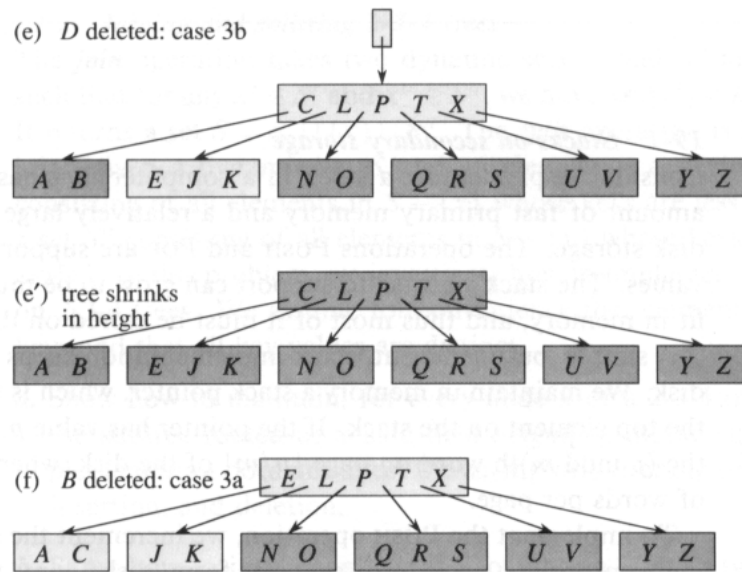 (e) D deleted: case 3b
C L P T X
A B E J K N O Q R S U V Y Z
(e′) tree shrinks
in height
C L P T X
A B E J K N O Q R S U V Y Z
(f) B deleted: case 3a
E L P T X
A C J K N O Q R S U V Y Z